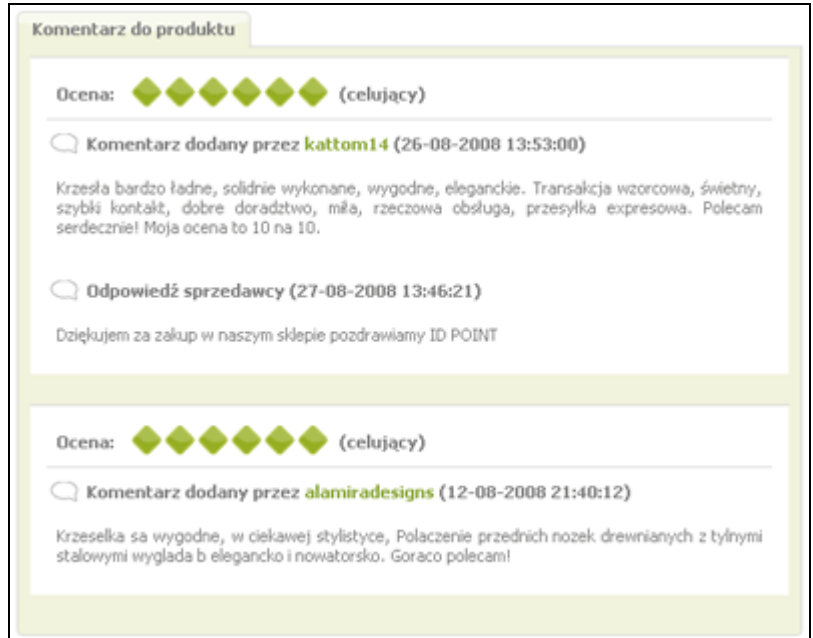 Komentarz do produktu
Ocena: (celujący)
Komentarz dodany przez kattom14 (26-08-2008 13:53:00)
Krzesła bardzo ładne, solidnie wykonane, wygodne, eleganckie. Transakcja wzorcowa, świetny,
szybki kontakt, dobre doradztwo, miła, rzeczowa obsługa, przesyłka expresowa. Polecam
serdecznie! Moja ocena to 10 na 10.
Odpowiedź sprzedawcy (27-08-2008 13:46:21)
Dziękujem za zakup w naszym sklepie pozdrawiamy ID POINT
Ocena: (celujący)
Komentarz dodany przez alamiradesigns (12-08-2008 21:40:12)
Krzeselka sa wygodne, w ciekawej stylistyce, Polaczenie przednich nozek drewnianych z tylnymi
stalowymi wyglada b elegancko i nowatorsko. Goraco polecam!